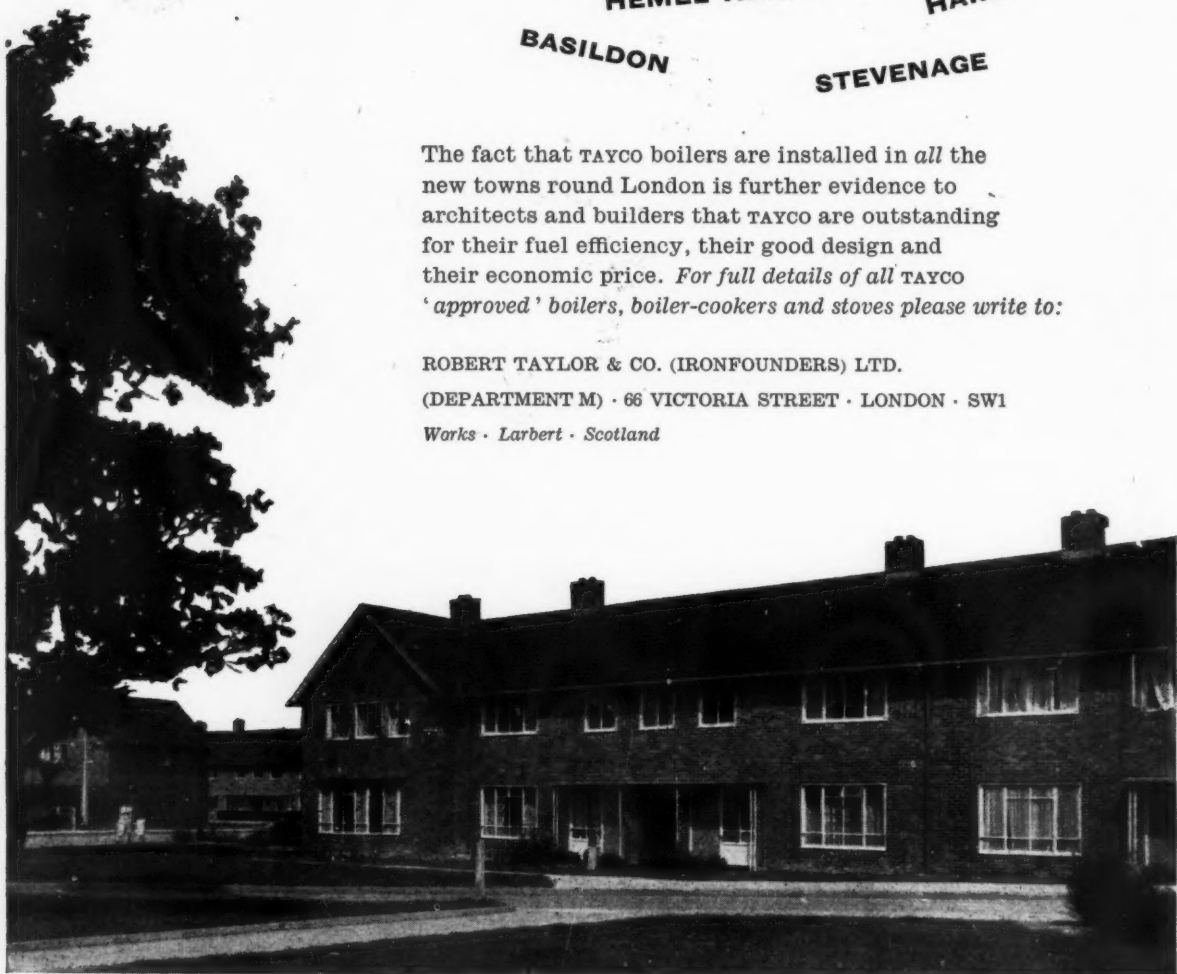 HEMEL
BASILDON
STEVENAGE
The fact that TAYCO boilers are installed in all the
new towns round London is further evidence to
architects and builders that TAYCO are outstanding
for their fuel efficiency, their good design and
their economic price. For full details of all TAYCO
‘approved’ boilers, boiler-cookers and stoves please write to:
ROBERT TAYLOR & CO. (IRONFOUNDERS) LTD.
(DEPARTMENT M) · 66 VICTORIA STREET · LONDON · SW1
Works · Larbert · Scotland